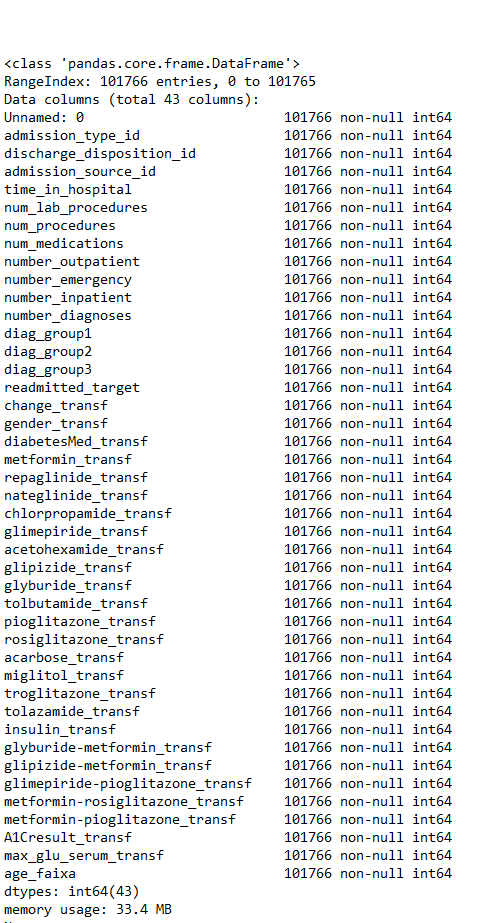 <class 'pandas.core.frame.DataFrame'>
RangeIndex: 101766 entries, 0 to 101765
Data columns (total 43 columns):
Unnamed: 0                         101766 non-null int64
admission_type_id                  101766 non-null int64
discharge_disposition_id           101766 non-null int64
admission_source_id                101766 non-null int64
time_in_hospital                   101766 non-null int64
num_lab_procedures                 101766 non-null int64
num_procedures                     101766 non-null int64
num_medications                    101766 non-null int64
number_outpatient                  101766 non-null int64
number_emergency                   101766 non-null int64
number_inpatient                   101766 non-null int64
number_diagnoses                   101766 non-null int64
diag_group1                        101766 non-null int64
diag_group2                        101766 non-null int64
diag_group3                        101766 non-null int64
readmitted_target                  101766 non-null int64
change_transf                      101766 non-null int64
gender_transf                      101766 non-null int64
diabetesMed_transf                 101766 non-null int64
metformin_transf                   101766 non-null int64
repaglinide_transf                 101766 non-null int64
nateglinide_transf                 101766 non-null int64
chlorpropamide_transf              101766 non-null int64
glimepiride_transf                 101766 non-null int64
acetohexamide_transf               101766 non-null int64
glipizide_transf                   101766 non-null int64
glyburide_transf                   101766 non-null int64
tolbutamide_transf                 101766 non-null int64
pioglitazone_transf                101766 non-null int64
rosiglitazone_transf               101766 non-null int64
acarbose_transf                    101766 non-null int64
miglitol_transf                    101766 non-null int64
troglitazone_transf                101766 non-null int64
tolazamide_transf                  101766 non-null int64
insulin_transf                     101766 non-null int64
glyburide-metformin_transf         101766 non-null int64
glipizide-metformin_transf         101766 non-null int64
glimepiride-pioglitazone_transf    101766 non-null int64
metformin-rosiglitazone_transf     101766 non-null int64
metformin-pioglitazone_transf      101766 non-null int64
A1Cresult_transf                   101766 non-null int64
max_glu_serum_transf               101766 non-null int64
age_faixa                          101766 non-null int64
dtypes: int64(43)
memory usage: 33.4 MB